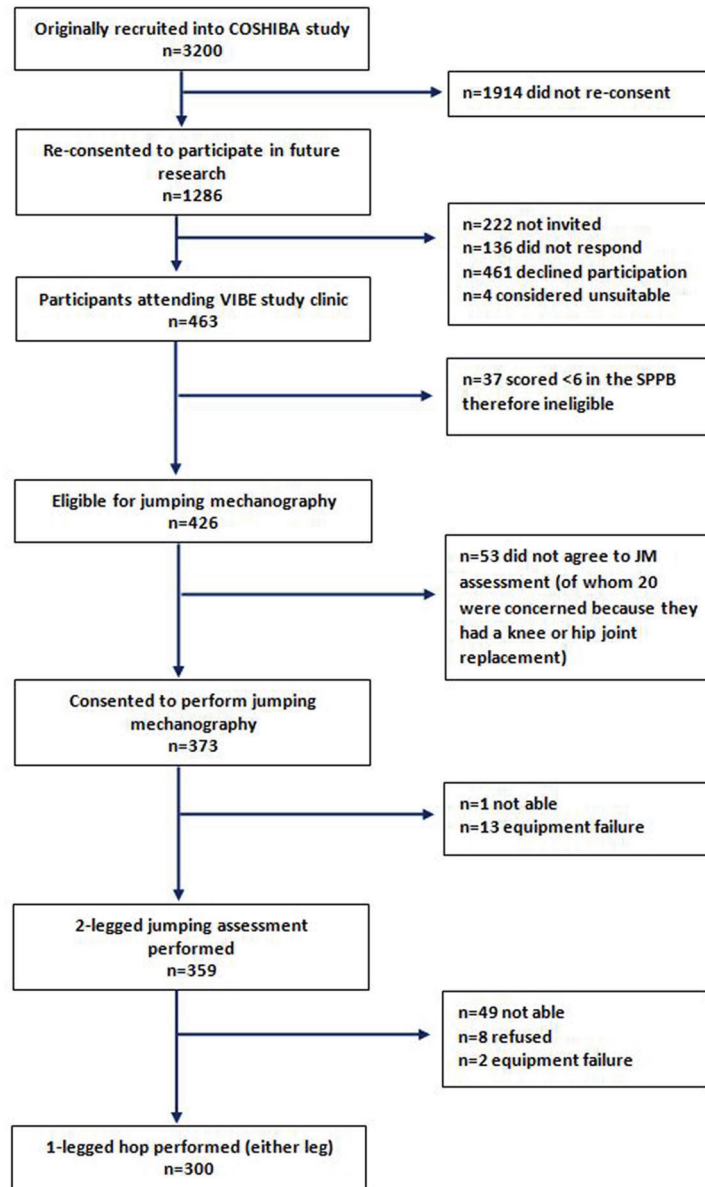 Originally recruited into COSHIBA study
n=3200
n=1914 did not re-consent
Re-consented to participate in future
research
n=1286
n=222 not invited
n=136 did not respond
n=461 declined participation
n=4 considered unsuitable
Participants attending VIBE study clinic
n=463
n=37 scored <6 in the SPPB
therefore ineligible
Eligible for jumping mechanography
n=426
n=53 did not agree to JM
assessment (of whom 20
were concerned because they
had a knee or hip joint
replacement)
Consented to perform jumping
mechanography
n=373
n=1 not able
n=13 equipment failure
2-legged jumping assessment
performed
n=359
n=49 not able
n=8 refused
n=2 equipment failure
1-legged hop performed (either leg)
n=300